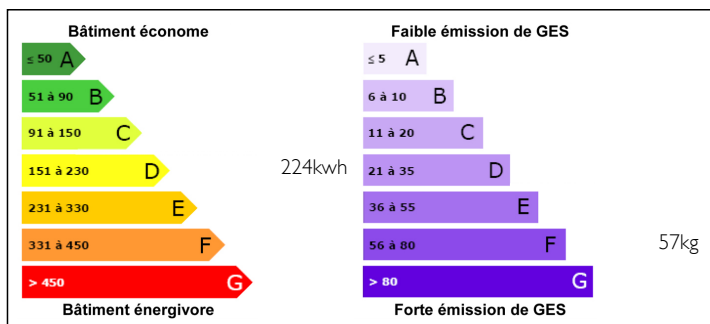 Bâtiment économe
≤ 50 A
51 à 90 B
91 à 150 C
151 à 230 D
224kwh
231 à 330 E
331 à 450 F
> 450 G
Bâtiment énergivore
Faible émission de GES
≤ 5 A
6 à 10 B
11 à 20 C
21 à 35 D
36 à 55 E
56 à 80 F
57kg
> 80 G
Forte émission de GES